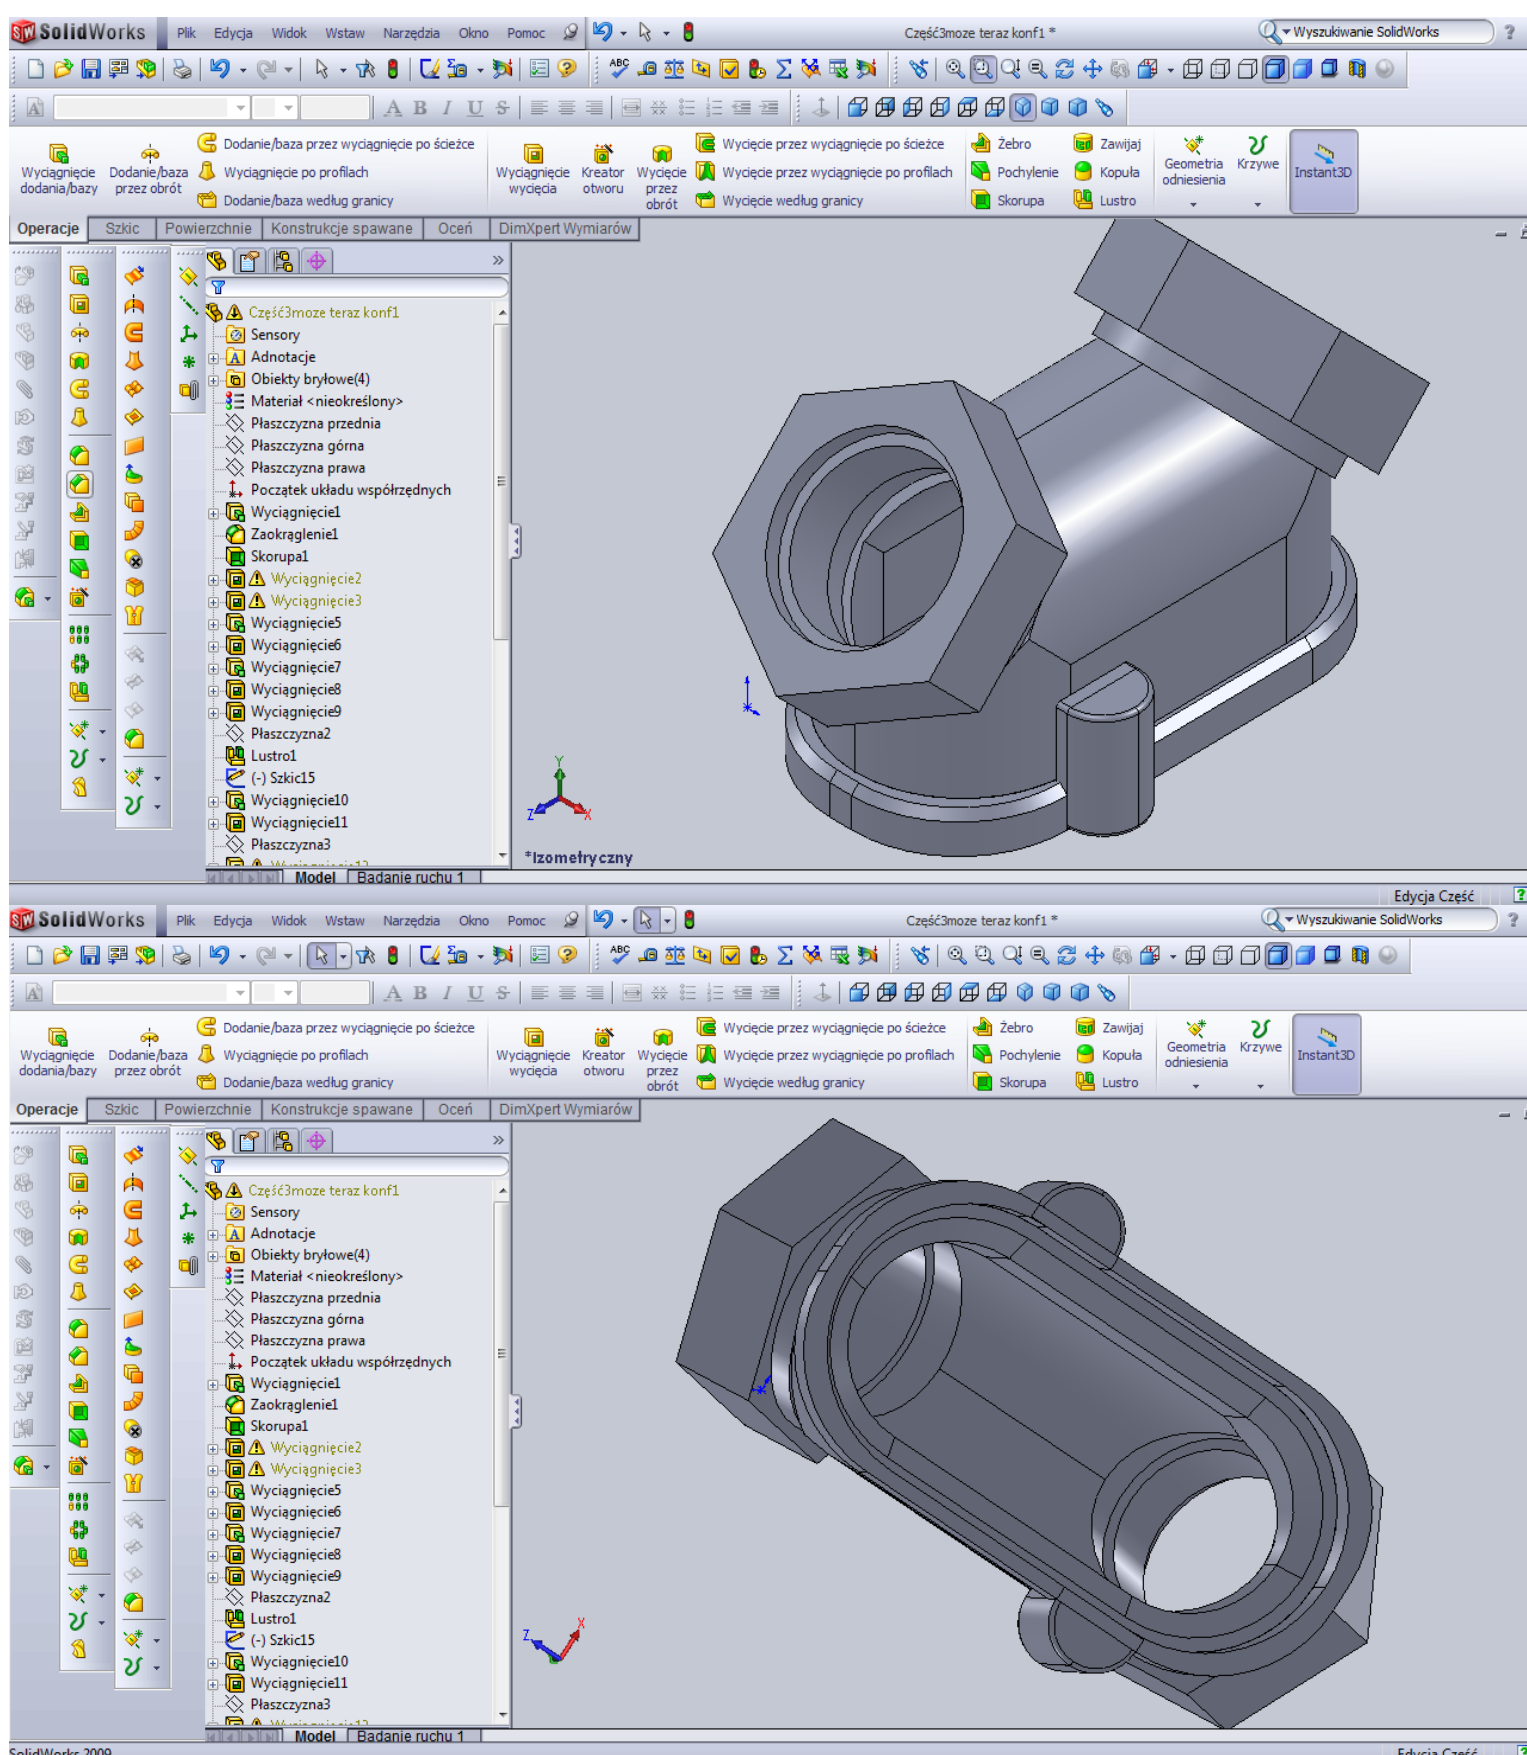 SolidWorks Plik Edycja Widok Wstaw Narzędzia Okno Pomoc Część3moze teraz konf1 * Wyszukiwanie SolidWorks ?
Wyciągnięcie dodania/bazy
Dodanie/baza przez obrót
Dodanie/baza przez wyciągnięcie po ścieżce
Wyciągnięcie po profilach
Dodanie/baza według granicy
Wyciągnięcie wycięcia
Kreator otworu
Wycięcie przez obrót
Wycięcie przez wyciągnięcie po ścieżce
Wycięcie przez wyciągnięcie po profilach
Wycięcie według granicy
Żebro
Pochylenie
Skorupa
Zawijaj
Kopuła
Lustro
Geometria odniesienia
Krzywe
Instant3D
Operacje Szkic Powierzchnie Konstrukcje spawane Oceń DimXpert Wymiarów
Część3moze teraz konf1
Sensory
Adnotacje
Obiekty bryłowe(4)
Materiał <nieokreślony>
Płaszczyzna przednia
Płaszczyzna górna
Płaszczyzna prawa
Początek układu współrzędnych
Wyciągnięcie1
Zaokrąglenie1
Skorupa1
Wyciągnięcie2
Wyciągnięcie3
Wyciągnięcie5
Wyciągnięcie6
Wyciągnięcie7
Wyciągnięcie8
Wyciągnięcie9
Płaszczyzna2
Lustro1
(-) Szkic15
Wyciągnięcie10
Wyciągnięcie11
Płaszczyzna3
Y
Z
X
*Izometryczny
Model Badanie ruchu 1
Edycja Część
SolidWorks Plik Edycja Widok Wstaw Narzędzia Okno Pomoc Część3moze teraz konf1 * Wyszukiwanie SolidWorks ?
Wyciągnięcie dodania/bazy
Dodanie/baza przez obrót
Dodanie/baza przez wyciągnięcie po ścieżce
Wyciągnięcie po profilach
Dodanie/baza według granicy
Wyciągnięcie wycięcia
Kreator otworu
Wycięcie przez obrót
Wycięcie przez wyciągnięcie po ścieżce
Wycięcie przez wyciągnięcie po profilach
Wycięcie według granicy
Żebro
Pochylenie
Skorupa
Zawijaj
Kopuła
Lustro
Geometria odniesienia
Krzywe
Instant3D
Operacje Szkic Powierzchnie Konstrukcje spawane Oceń DimXpert Wymiarów
Część3moze teraz konf1
Sensory
Adnotacje
Obiekty bryłowe(4)
Materiał <nieokreślony>
Płaszczyzna przednia
Płaszczyzna górna
Płaszczyzna prawa
Początek układu współrzędnych
Wyciągnięcie1
Zaokrąglenie1
Skorupa1
Wyciągnięcie2
Wyciągnięcie3
Wyciągnięcie5
Wyciągnięcie6
Wyciągnięcie7
Wyciągnięcie8
Wyciągnięcie9
Płaszczyzna2
Lustro1
(-) Szkic15
Wyciągnięcie10
Wyciągnięcie11
Płaszczyzna3
Z
X
Model Badanie ruchu 1
SolidWorks 2009 Edycja Część